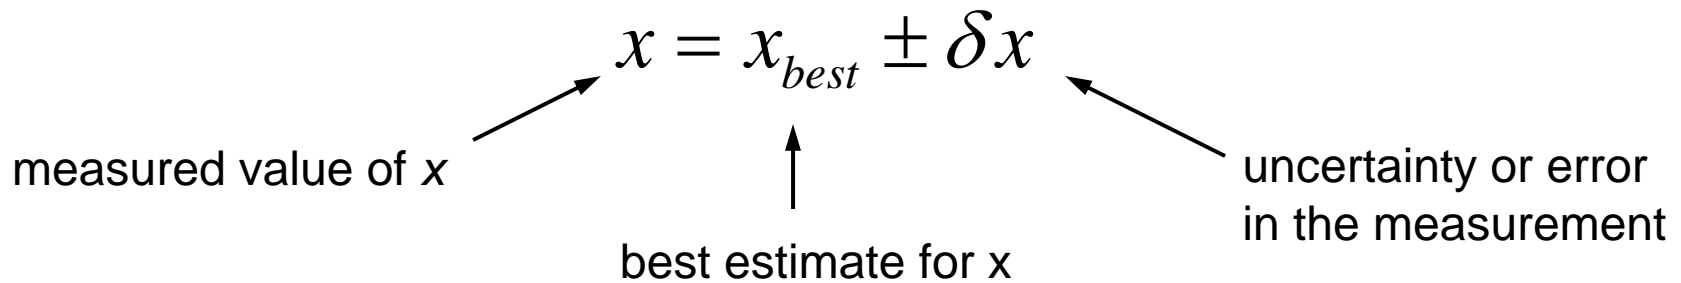 x = x_best ± δx
measured value of x
best estimate for x
uncertainty or error
in the measurement